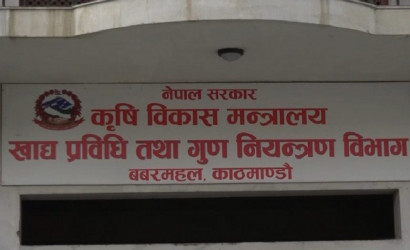 नेपाल सरकार
कृषि विकास मन्त्रालय
खाद्य प्रविधि तथा गुण नियन्त्रण विभाग
बबरमहल, काठमाण्डौ